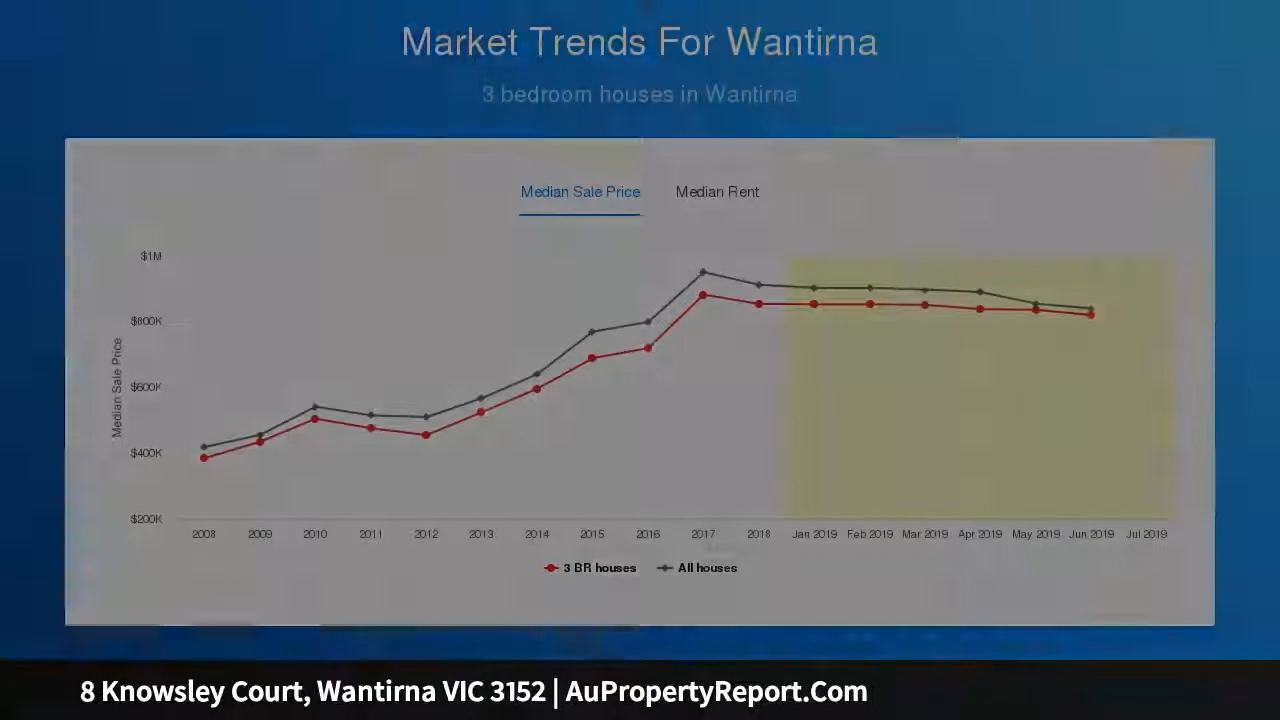 Market Trends For Wantirna
3 bedroom houses in Wantirna
Median Sale Price Median Rent
$1M
$800K
$600K
$400K
$200K
Median Sale Price
2008 2009 2010 2011 2012 2013 2014 2015 2016 2017 2018 Jan 2019 Feb 2019 Mar 2019 Apr 2019 May 2019 Jun 2019 Jul 2019
3 BR houses All houses
8 Knowsley Court, Wantirna VIC 3152 | AuPropertyReport.Com